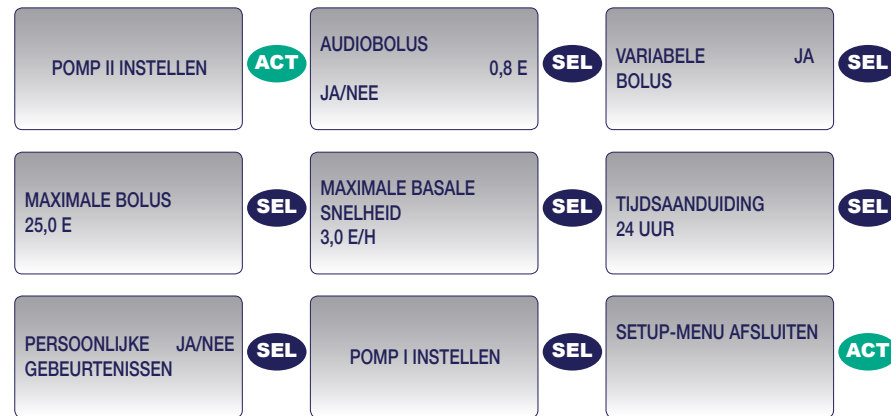 POMP II INSTELLEN
ACT
AUDIOBOLUS
0,8 E
JA/NEE
SEL
VARIABELE JA
BOLUS
SEL
MAXIMALE BOLUS
25,0 E
SEL
MAXIMALE BASALE
SNELHEID
3,0 E/H
SEL
TIJDSAANDUIDING
24 UUR
SEL
PERSOONLIJKE JA/NEE
GEBEURTENISSEN
SEL
POMP I INSTELLEN
SEL
SETUP-MENU AFSLUITEN
ACT